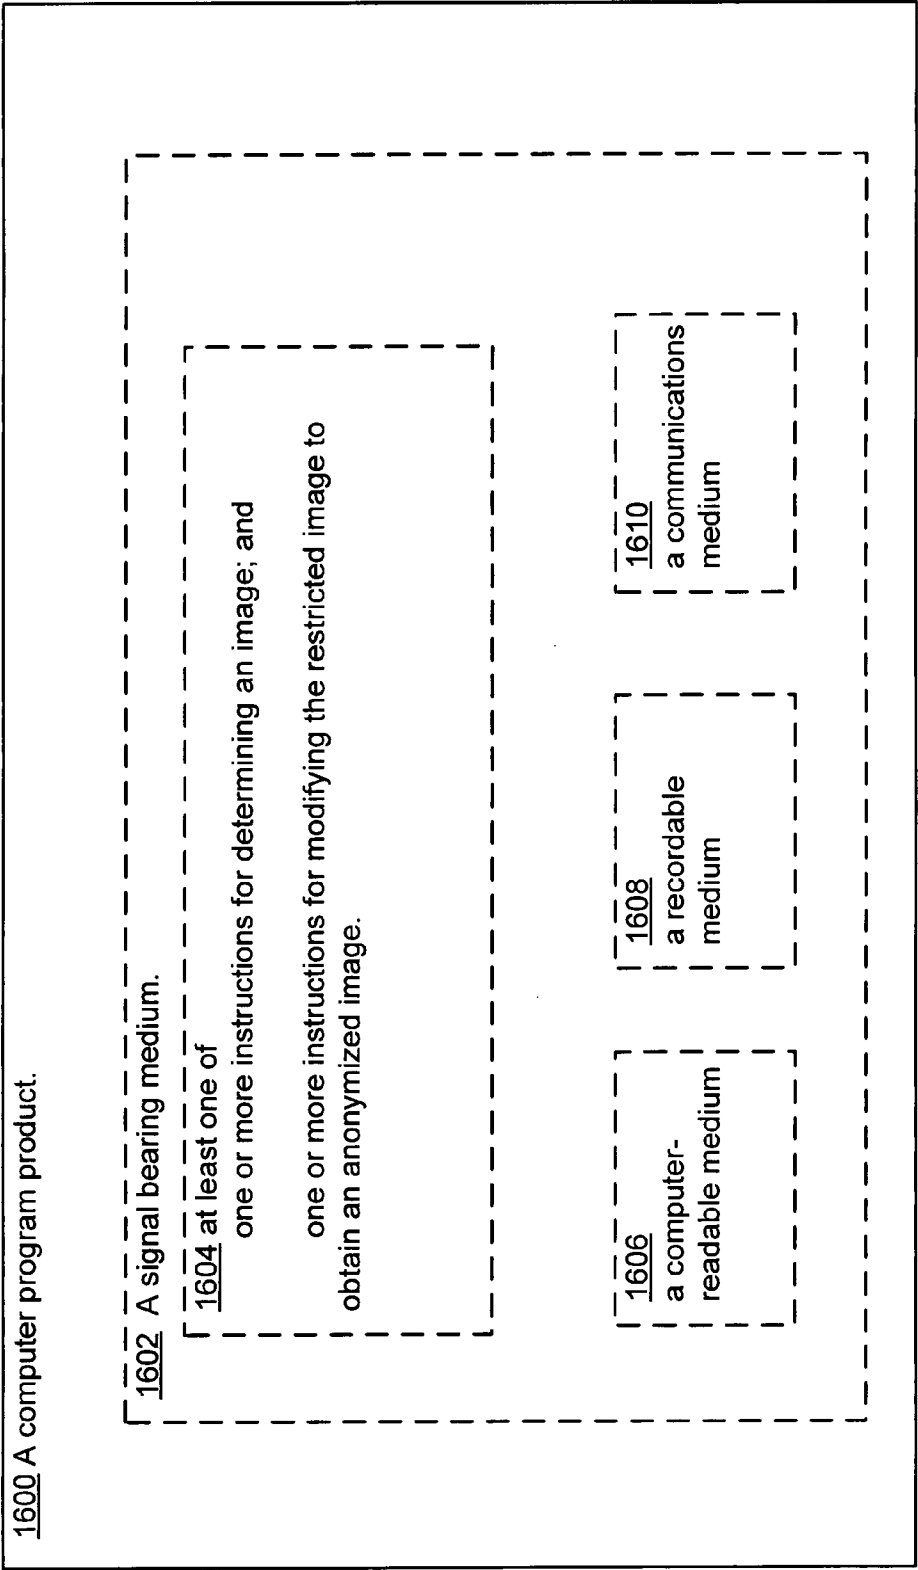 1600 A computer program product.
1602 A signal bearing medium.
1604 at least one of
one or more instructions for determining an image; and
one or more instructions for modifying the restricted image to
obtain an anonymized image.
1606
a computer-
readable medium
1608
a recordable
medium
1610
a communications
medium